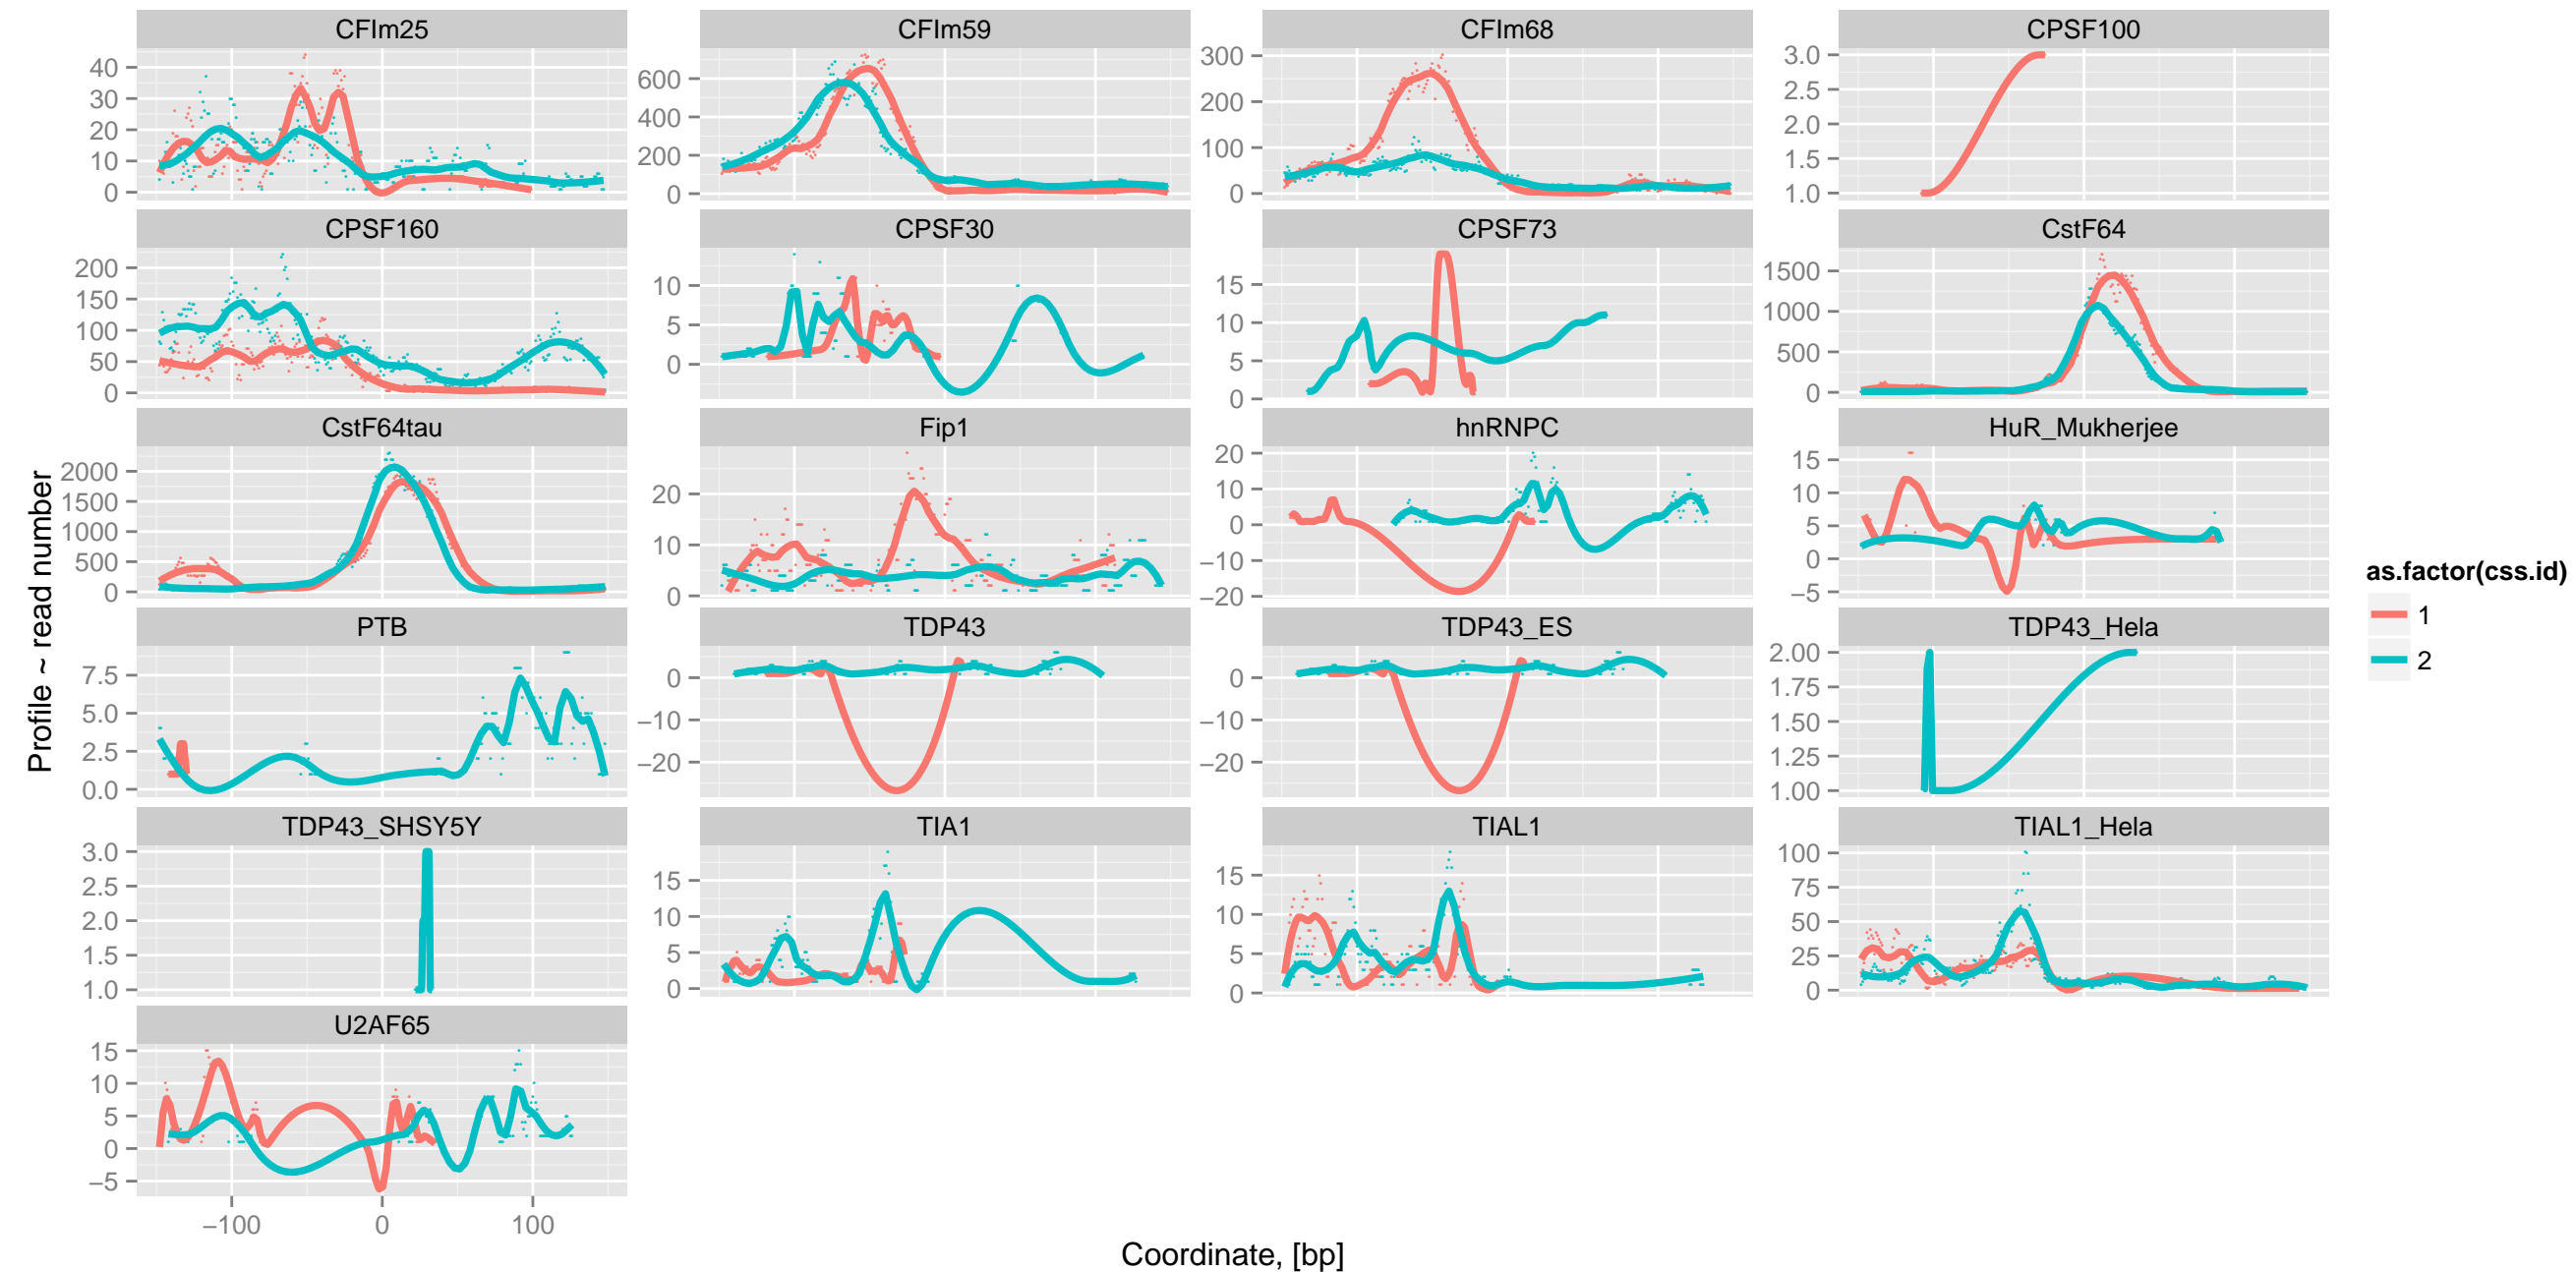 CFIm25 CFIm59 CFIm68 CPSF100
40 30 20 10 0
600 400 200 0
300 200 100 0
3.0 2.5 2.0 1.5 1.0
CPSF160 CPSF30 CPSF73 CstF64
200 150 100 50 0
10 5 0
15 10 5 0
1500 1000 500 0
CstF64tau Fip1 hnRNPC HuR_Mukherjee
2000 1500 1000 500 0
20 10 0
20 10 0 −10 −20
15 10 5 0 −5
PTB TDP43 TDP43_ES TDP43_Hela
7.5 5.0 2.5 0.0
0 −10 −20
0 −10 −20
2.00 1.75 1.50 1.25 1.00
TDP43_SHSY5Y TIA1 TIAL1 TIAL1_Hela
3.0 2.5 2.0 1.5 1.0
15 10 5 0
15 10 5 0
100 75 50 25 0
U2AF65
15 10 5 0 −5
−100 0 100
Coordinate, [bp]
Profile ~ read number
as.factor(css.id)
1
2